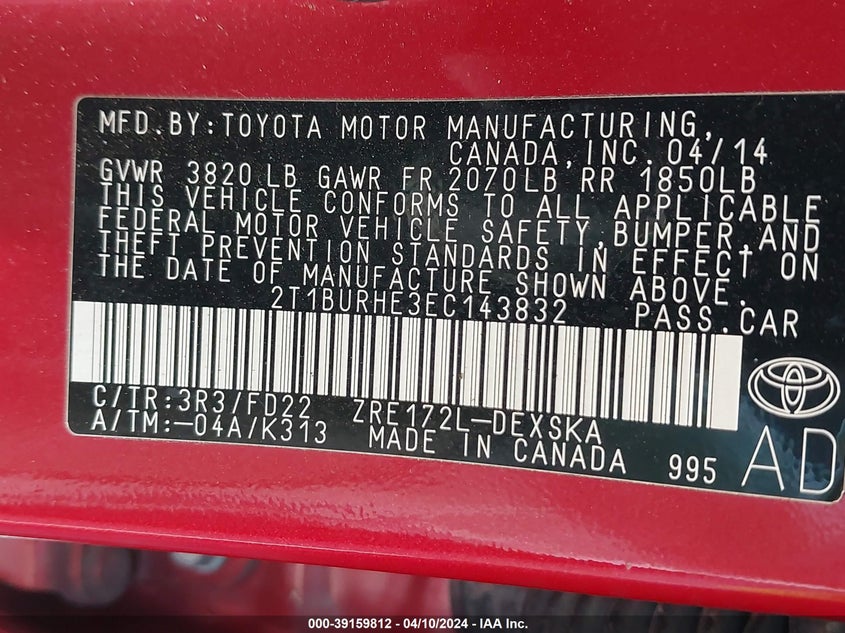 MFD.BY:TOYOTA MOTOR MANUFACTURING,
CANADA,INC. 04/14
GVWR 3820 LB GAWR FR 2070LB RR 1850LB
THIS VEHICLE CONFORMS TO ALL APPLICABLE
FEDERAL MOTOR VEHICLE SAFETY,BUMPER,AND
THEFT PREVENTION STANDARDS IN EFFECT ON
THE DATE OF MANUFACTURE SHOWN ABOVE.
2T1BURHE3EC143832 PASS.CAR
C/TR:3R3/FD22 ZRE172L-DEXSKA
A/TM:-04A/K313 MADE IN CANADA 995
AD
000-39159812 - 04/10/2024 - IAA Inc.